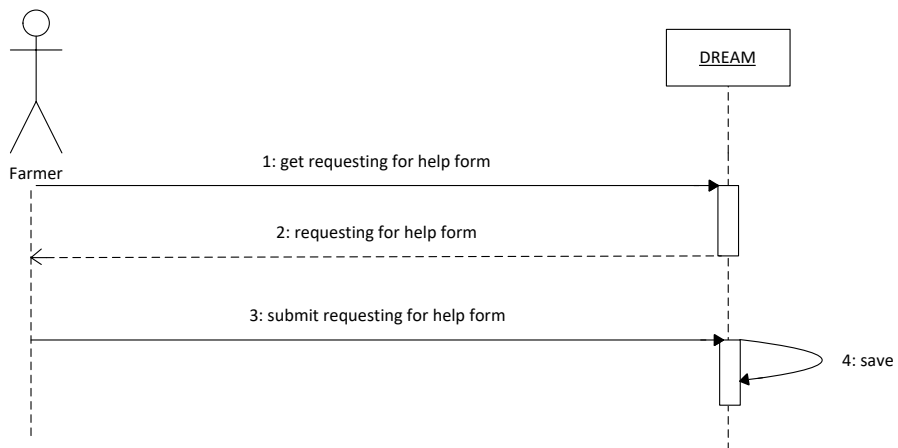 DREAM
Farmer
1: get requesting for help form
2: requesting for help form
3: submit requesting for help form
4: save